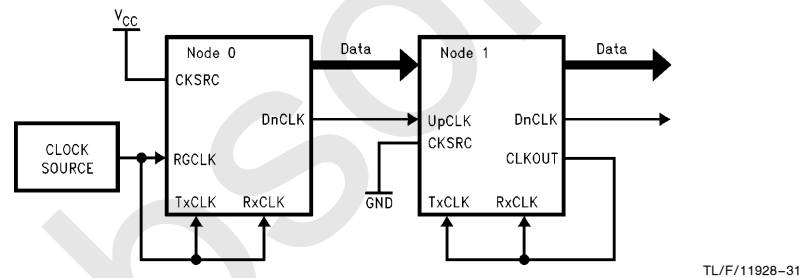 VCC
Node 0
Data
Node 1
Data
CKSRC
DnCLK
UpCLK
DnCLK
CLOCK
SOURCE
RGCLK
CKSRC
CLKOUT
GND
TxCLK RxCLK
TxCLK RxCLK
TL/F/11928-31